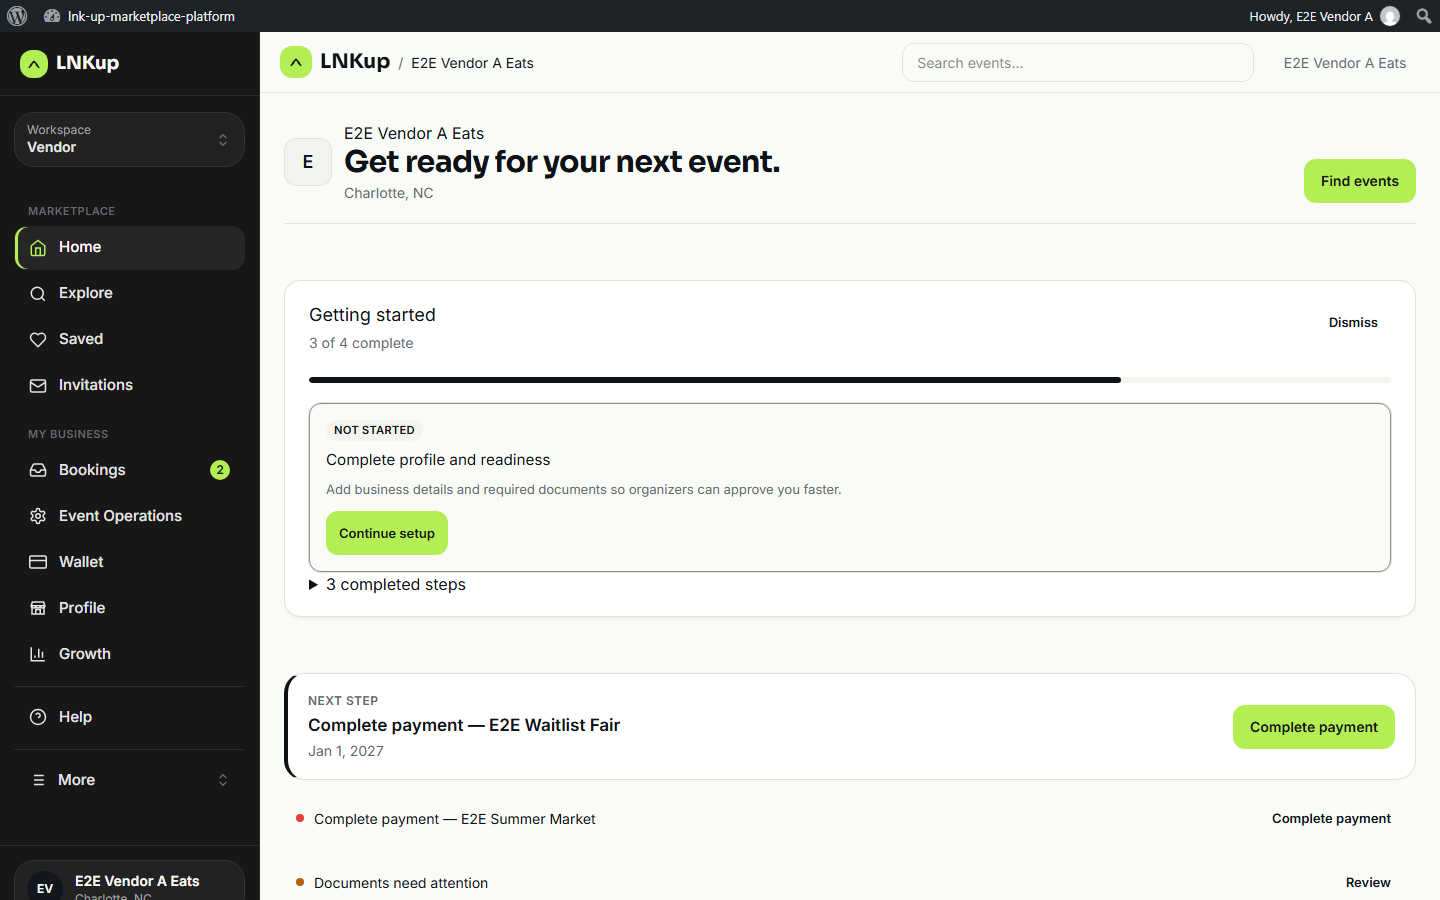 lnk-up-marketplace-platform
Howdy, E2E Vendor A
LNKup
LNKup / E2E Vendor A Eats
Search events...
E2E Vendor A Eats
Workspace
Vendor
MARKETPLACE
Home
Explore
Saved
Invitations
MY BUSINESS
Bookings
2
Event Operations
Wallet
Profile
Growth
Help
More
EV
E2E Vendor A Eats
Charlotte, NC
E
E2E Vendor A Eats
Get ready for your next event.
Charlotte, NC
Find events
Getting started
3 of 4 complete
Dismiss
NOT STARTED
Complete profile and readiness
Add business details and required documents so organizers can approve you faster.
Continue setup
3 completed steps
NEXT STEP
Complete payment — E2E Waitlist Fair
Jan 1, 2027
Complete payment
Complete payment — E2E Summer Market
Complete payment
Documents need attention
Review